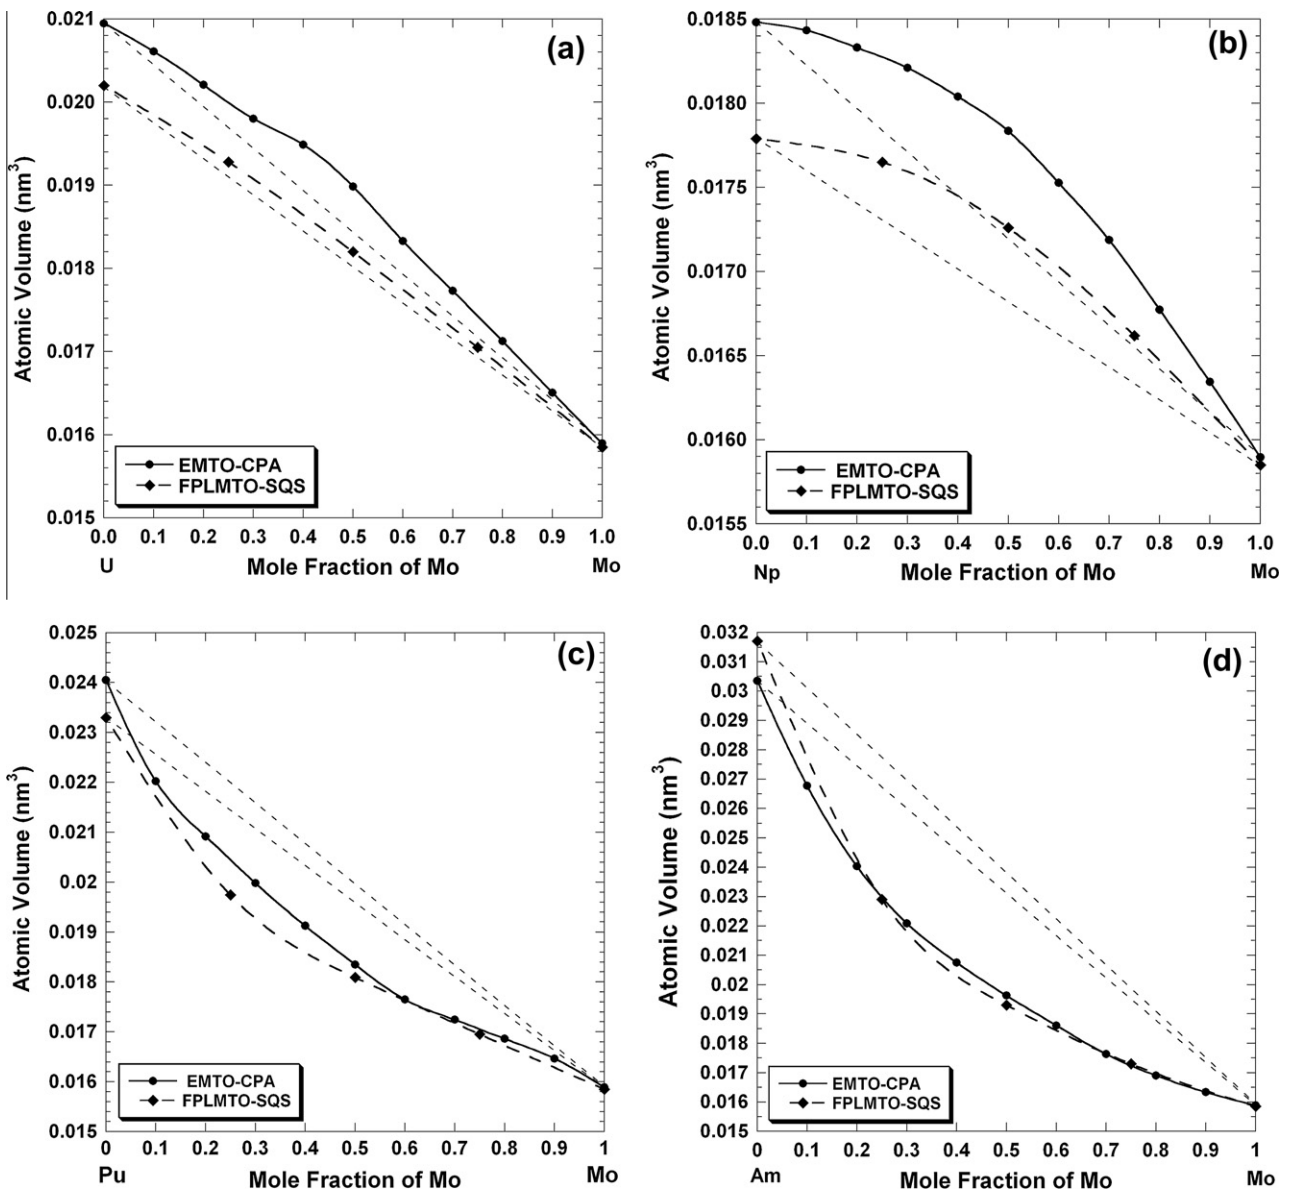 (a)
0.021
0.020
0.019
0.018
0.017
0.016
0.015
Atomic Volume (nm3)
EMTO-CPA
FPLMTO-SQS
0.0 0.1 0.2 0.3 0.4 0.5 0.6 0.7 0.8 0.9 1.0
U Mole Fraction of Mo Mo
(b)
0.0185
0.0180
0.0175
0.0170
0.0165
0.0160
0.0155
Atomic Volume (nm3)
EMTO-CPA
FPLMTO-SQS
0.0 0.1 0.2 0.3 0.4 0.5 0.6 0.7 0.8 0.9 1.0
Np Mole Fraction of Mo Mo
(c)
0.025
0.024
0.023
0.022
0.021
0.02
0.019
0.018
0.017
0.016
0.015
Atomic Volume (nm3)
EMTO-CPA
FPLMTO-SQS
0 0.1 0.2 0.3 0.4 0.5 0.6 0.7 0.8 0.9 1
Pu Mole Fraction of Mo Mo
(d)
0.032
0.031
0.03
0.029
0.028
0.027
0.026
0.025
0.024
0.023
0.022
0.021
0.02
0.019
0.018
0.017
0.016
0.015
Atomic Volume (nm3)
EMTO-CPA
FPLMTO-SQS
0 0.1 0.2 0.3 0.4 0.5 0.6 0.7 0.8 0.9 1
Am Mole Fraction of Mo Mo